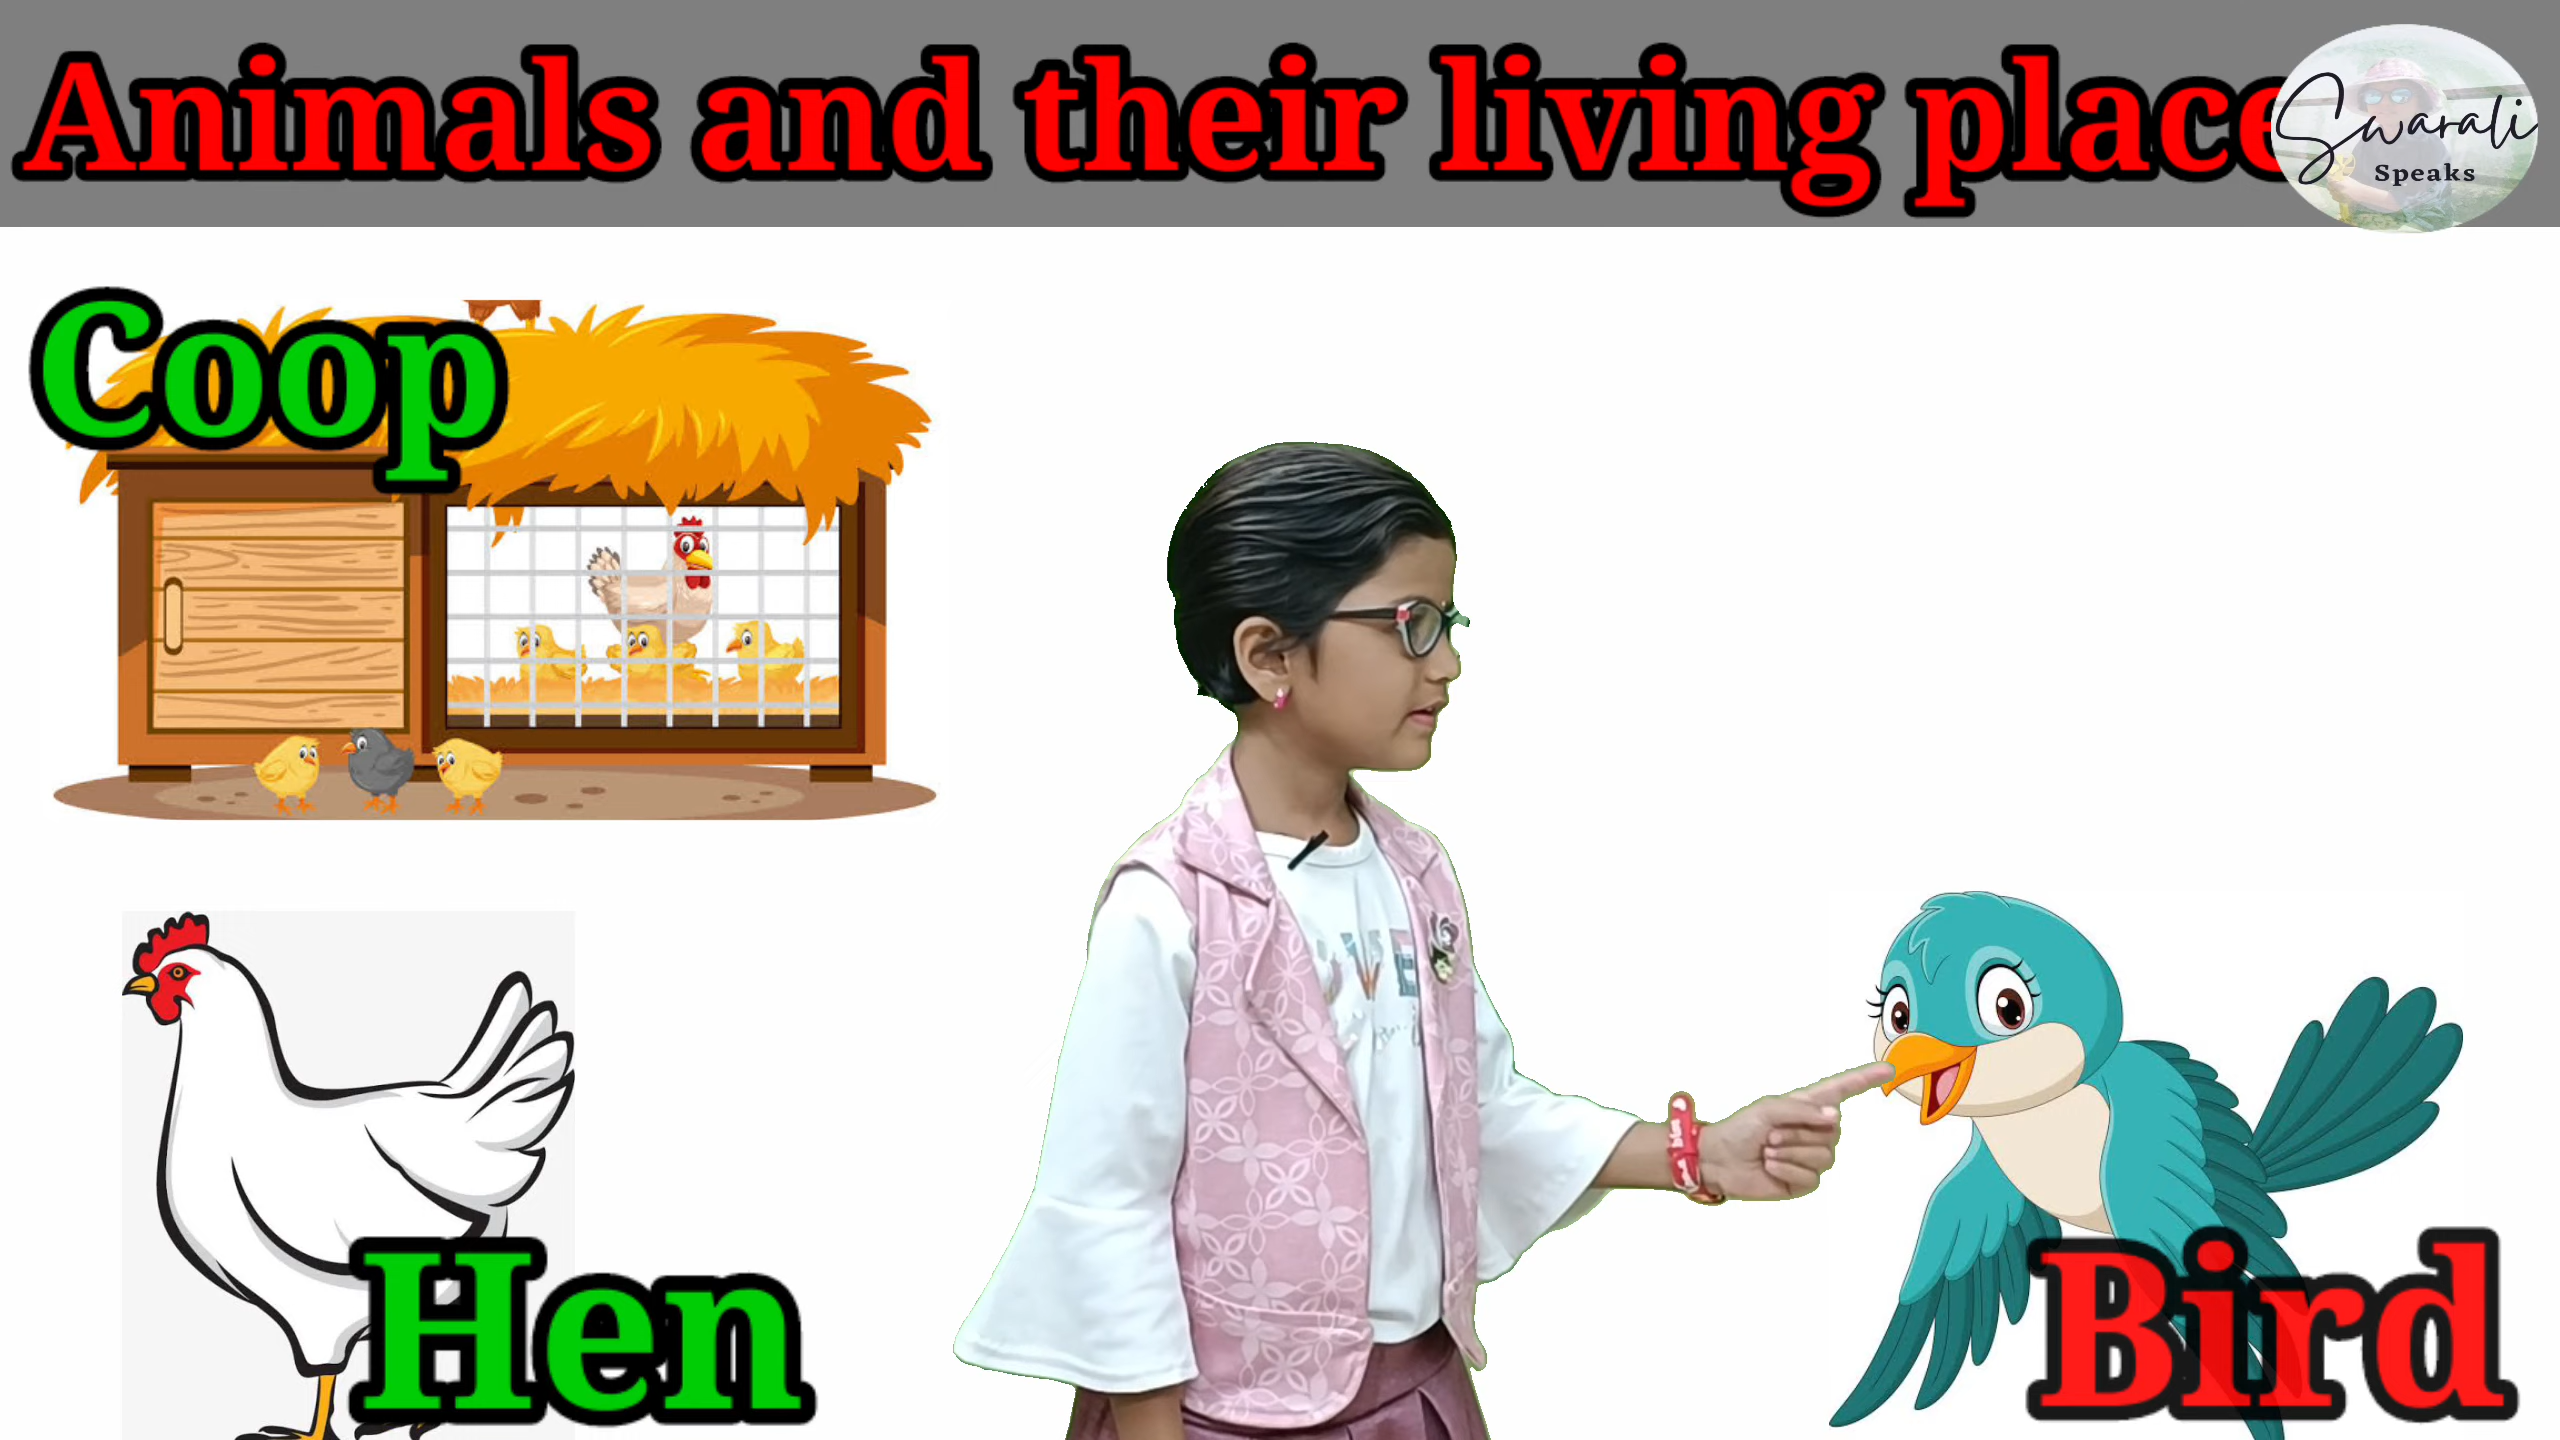 Animals and their living place
Swarali
Speaks
Coop
Hen
Bird